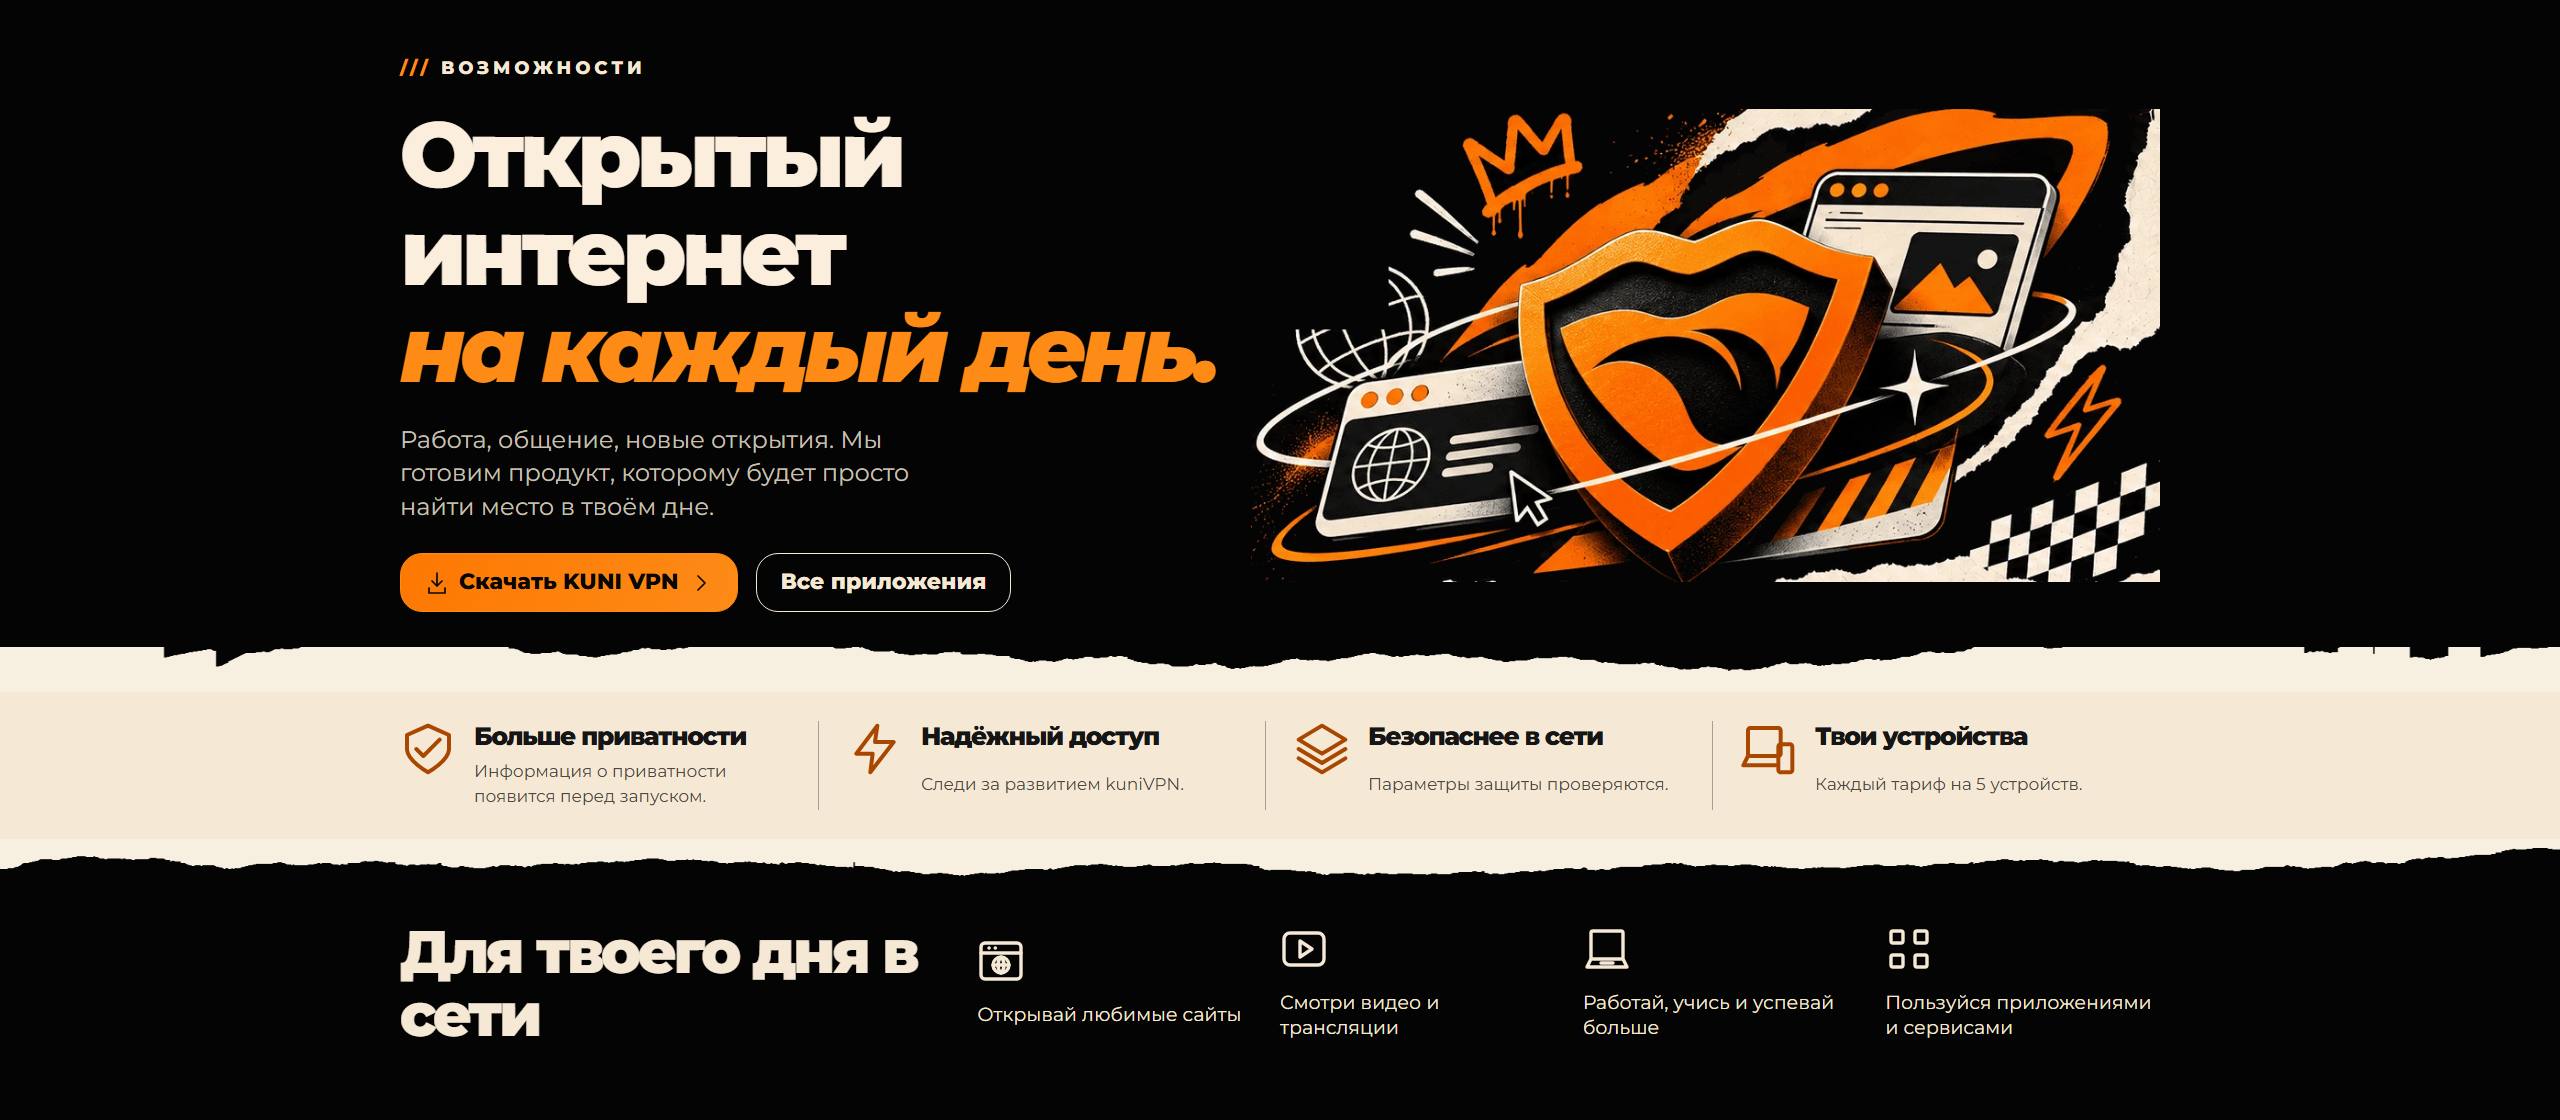 /// ВОЗМОЖНОСТИ
Открытый
интернет
на каждый день.
Работа, общение, новые открытия. Мы
готовим продукт, которому будет просто
найти место в твоём дне.
Скачать KUNI VPN
Все приложения
Больше приватности
Информация о приватности
появится перед запуском.
Надёжный доступ
Следи за развитием kuniVPN.
Безопаснее в сети
Параметры защиты проверяются.
Твои устройства
Каждый тариф на 5 устройств.
Для твоего дня в
сети
Открывай любимые сайты
Смотри видео и
трансляции
Работай, учись и успевай
больше
Пользуйся приложениями
и сервисами